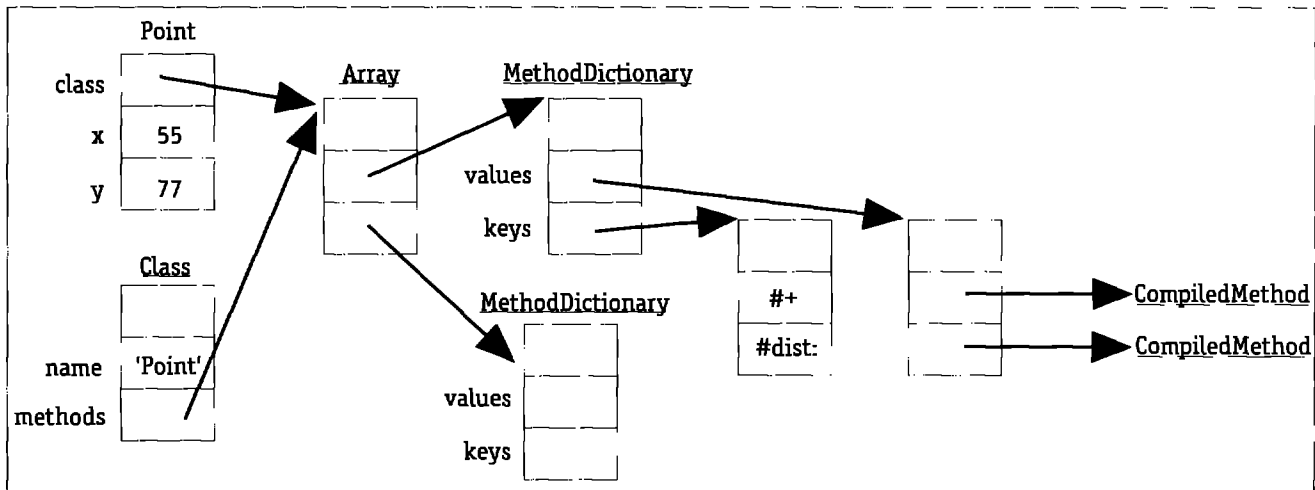 Point
class
x 55
y 77
Array
MethodDictionary
values
keys
#+
#dist:
CompiledMethod
CompiledMethod
Class
name 'Point'
methods
MethodDictionary
values
keys